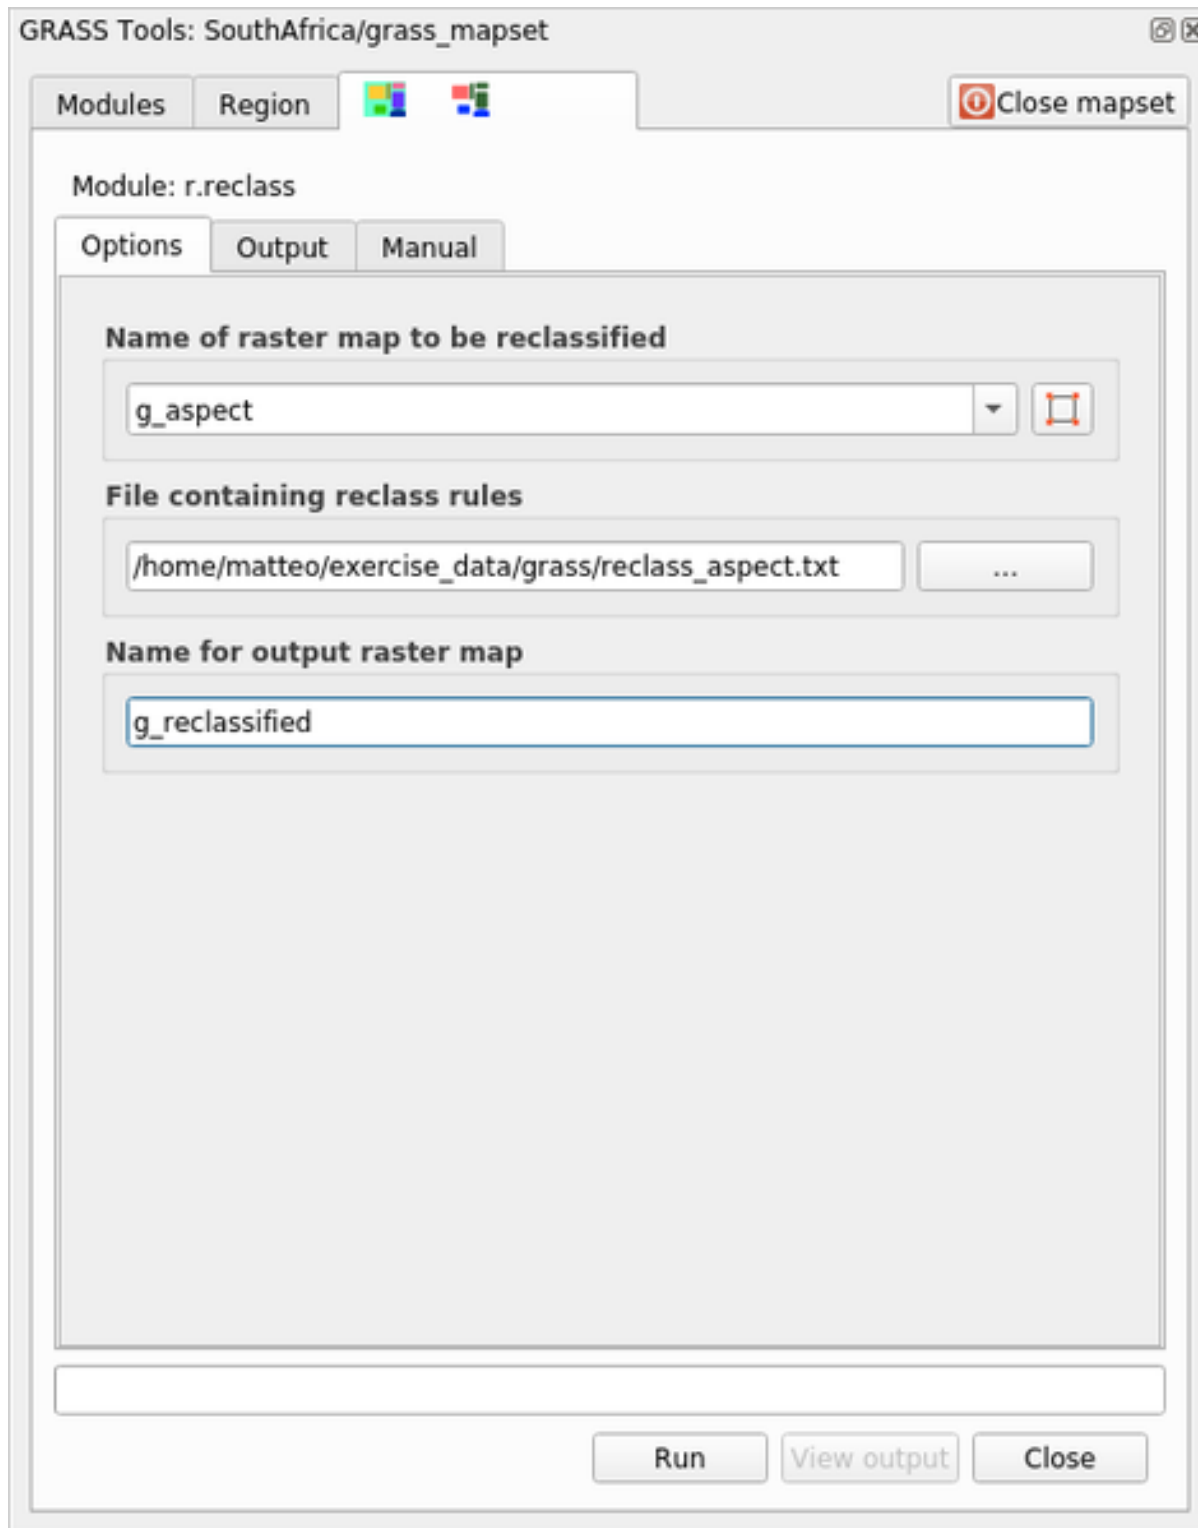 GRASS Tools: SouthAfrica/grass_mapset
Modules Region Close mapset
Module: r.reclass
Options Output Manual
Name of raster map to be reclassified
g_aspect
File containing reclass rules
/home/matteo/exercise_data/grass/reclass_aspect.txt ...
Name for output raster map
g_reclassified
Run View output Close